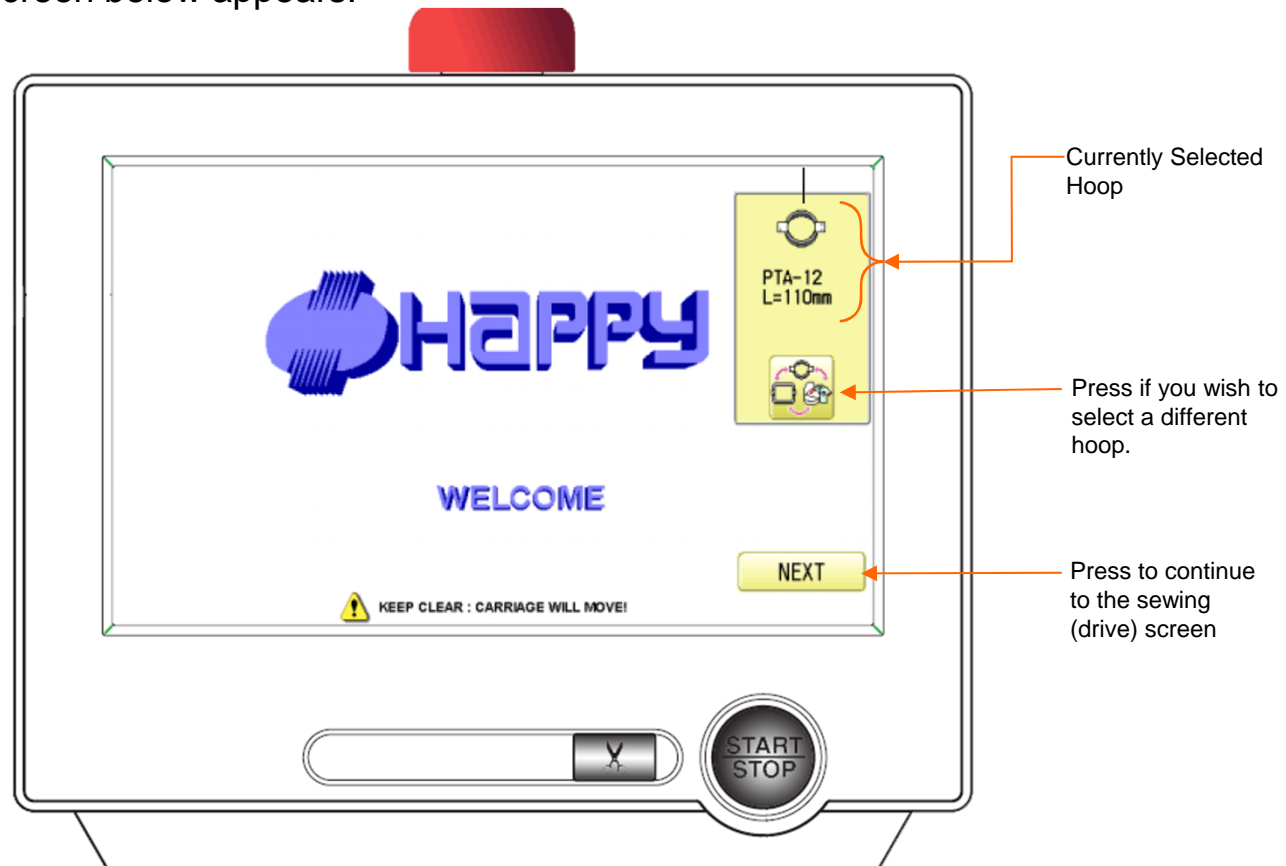 screen below appears.
Currently Selected
Hoop
HAPPY
PTA-12
L=110mm
Press if you wish to
select a different
hoop.
WELCOME
NEXT
Press to continue
to the sewing
(drive) screen
KEEP CLEAR : CARRIAGE WILL MOVE!
START
STOP